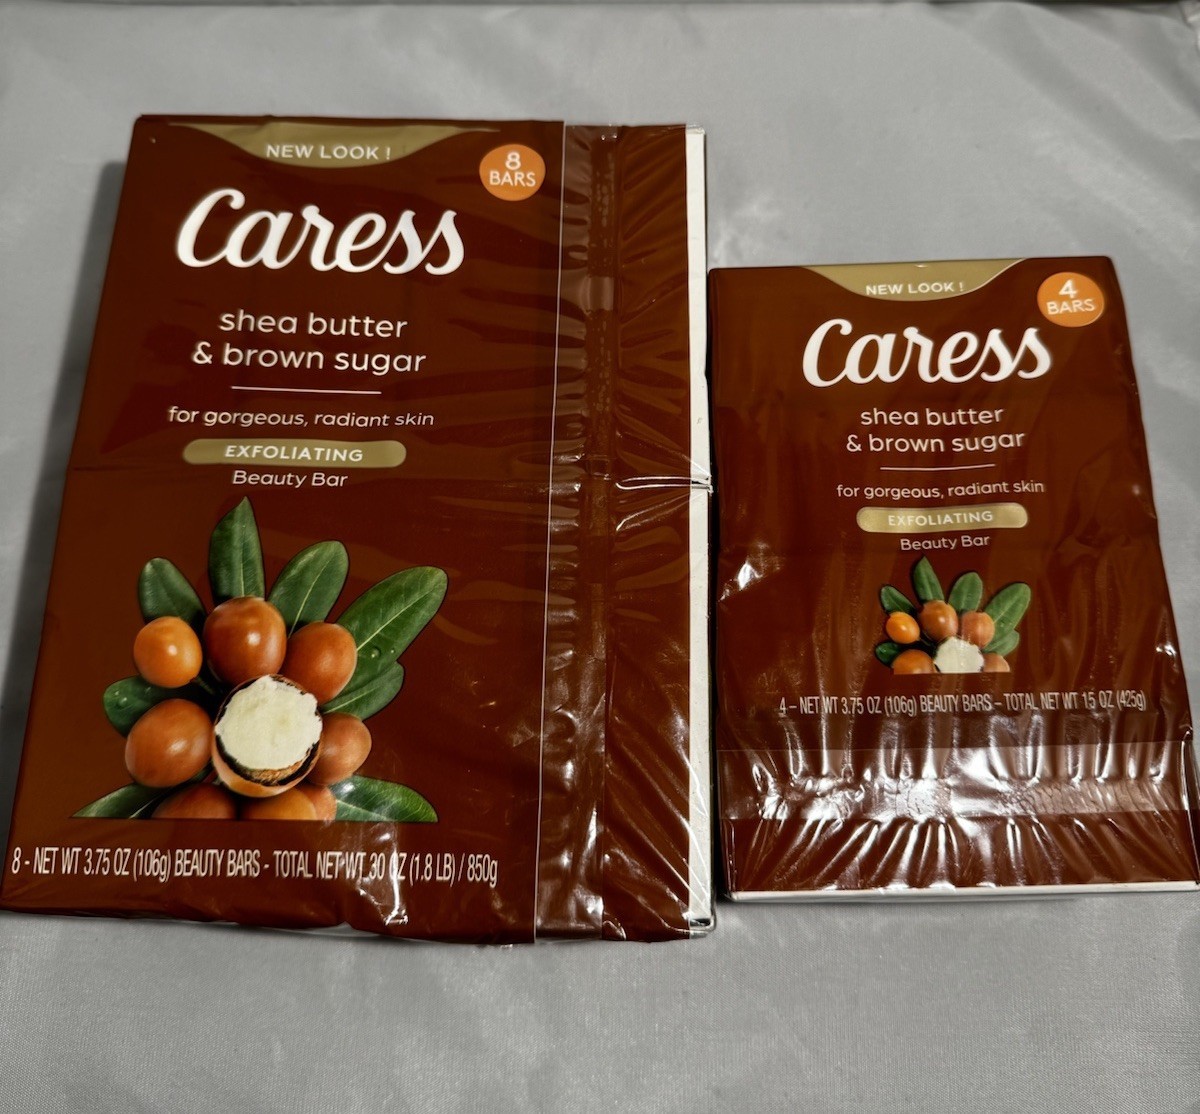 NEW LOOK !
8
BARS
Caress
shea butter
& brown sugar
for gorgeous, radiant skin
EXFOLIATING
Beauty Bar
8 - NET WT 3.75 OZ (106g) BEAUTY BARS - TOTAL NET WT 30 OZ (1.8 LB) / 850g
NEW LOOK !
4
BARS
Caress
shea butter
& brown sugar
for gorgeous, radiant skin
EXFOLIATING
Beauty Bar
4 – NET WT 3.75 OZ (106g) BEAUTY BARS – TOTAL NET WT 15 OZ (425g)